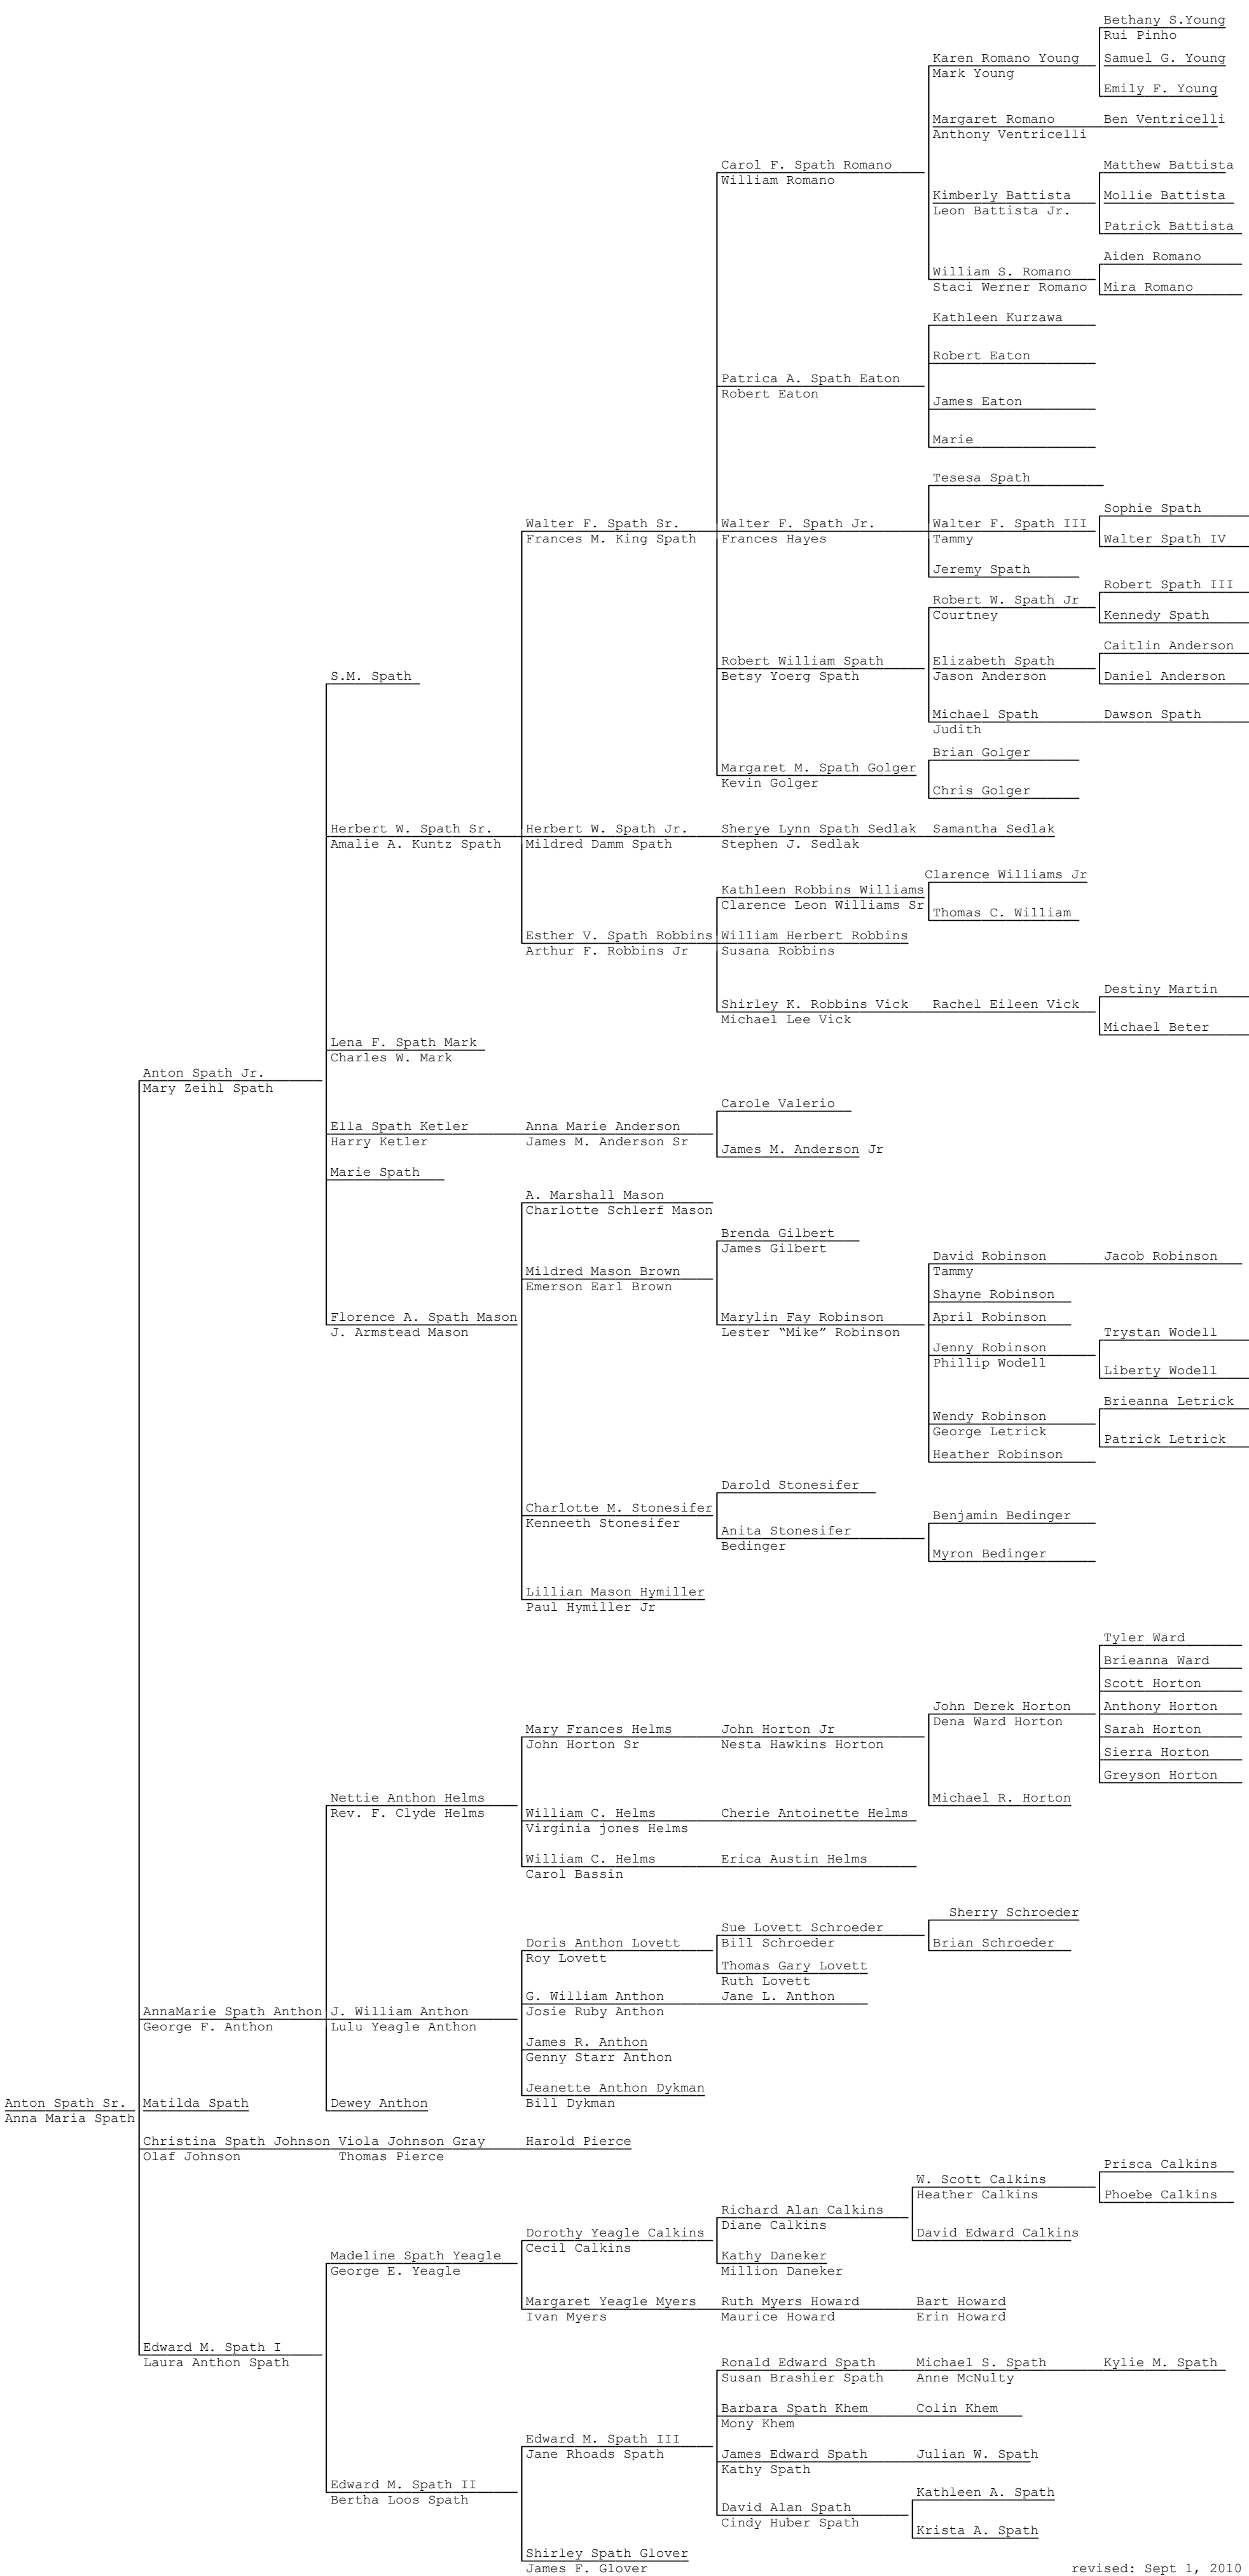 Bethany S.Young
Rui Pinho
Karen Romano Young
Mark Young
Samuel G. Young
Emily F. Young
Margaret Romano
Anthony Ventricelli
Ben Ventricelli
Carol F. Spath Romano
William Romano
Matthew Battista
Kimberly Battista
Leon Battista Jr.
Mollie Battista
Patrick Battista
Aiden Romano
William S. Romano
Staci Werner Romano
Mira Romano
Kathleen Kurzawa
Robert Eaton
Patrica A. Spath Eaton
Robert Eaton
James Eaton
Marie
Tesesa Spath
Sophie Spath
Walter F. Spath Sr.
Frances M. King Spath
Walter F. Spath Jr.
Frances Hayes
Walter F. Spath III
Tammy
Walter Spath IV
Jeremy Spath
Robert Spath III
Robert W. Spath Jr
Courtney
Kennedy Spath
Caitlin Anderson
Robert William Spath
Betsy Yoerg Spath
Elizabeth Spath
Jason Anderson
Daniel Anderson
S.M. Spath
Michael Spath
Judith
Dawson Spath
Brian Golger
Margaret M. Spath Golger
Kevin Golger
Chris Golger
Herbert W. Spath Sr.
Amalie A. Kuntz Spath
Herbert W. Spath Jr.
Mildred Damm Spath
Sherye Lynn Spath Sedlak
Stephen J. Sedlak
Samantha Sedlak
Clarence Williams Jr
Kathleen Robbins Williams
Clarence Leon Williams Sr
Thomas C. William
Esther V. Spath Robbins
Arthur F. Robbins Jr
William Herbert Robbins
Susana Robbins
Destiny Martin
Shirley K. Robbins Vick
Michael Lee Vick
Rachel Eileen Vick
Michael Beter
Lena F. Spath Mark
Charles W. Mark
Anton Spath Jr.
Mary Zeihl Spath
Carole Valerio
Ella Spath Ketler
Harry Ketler
Anna Marie Anderson
James M. Anderson Sr
James M. Anderson Jr
Marie Spath
A. Marshall Mason
Charlotte Schlerf Mason
Brenda Gilbert
James Gilbert
Mildred Mason Brown
Emerson Earl Brown
David Robinson
Tammy
Jacob Robinson
Shayne Robinson
Florence A. Spath Mason
J. Armstead Mason
Marylin Fay Robinson
Lester “Mike” Robinson
April Robinson
Trystan Wodell
Jenny Robinson
Phillip Wodell
Liberty Wodell
Brieanna Letrick
Wendy Robinson
George Letrick
Patrick Letrick
Heather Robinson
Darold Stonesifer
Charlotte M. Stonesifer
Kenneeth Stonesifer
Benjamin Bedinger
Anita Stonesifer
Bedinger
Myron Bedinger
Lillian Mason Hymiller
Paul Hymiller Jr
Tyler Ward
Brieanna Ward
Scott Horton
John Derek Horton
Dena Ward Horton
Anthony Horton
Mary Frances Helms
John Horton Sr
John Horton Jr
Nesta Hawkins Horton
Sarah Horton
Sierra Horton
Greyson Horton
Nettie Anthon Helms
Rev. F. Clyde Helms
Michael R. Horton
William C. Helms
Virginia jones Helms
Cherie Antoinette Helms
William C. Helms
Carol Bassin
Erica Austin Helms
Sherry Schroeder
Sue Lovett Schroeder
Bill Schroeder
Doris Anthon Lovett
Roy Lovett
Brian Schroeder
Thomas Gary Lovett
Ruth Lovett
G. William Anthon
Josie Ruby Anthon
Jane L. Anthon
AnnaMarie Spath Anthon
George F. Anthon
J. William Anthon
Lulu Yeagle Anthon
James R. Anthon
Genny Starr Anthon
Jeanette Anthon Dykman
Bill Dykman
Anton Spath Sr.
Anna Maria Spath
Matilda Spath
Dewey Anthon
Christina Spath Johnson
Olaf Johnson
Viola Johnson Gray
Thomas Pierce
Harold Pierce
Prisca Calkins
W. Scott Calkins
Heather Calkins
Phoebe Calkins
Richard Alan Calkins
Diane Calkins
Dorothy Yeagle Calkins
Cecil Calkins
David Edward Calkins
Madeline Spath Yeagle
George E. Yeagle
Kathy Daneker
Million Daneker
Margaret Yeagle Myers
Ivan Myers
Ruth Myers Howard
Maurice Howard
Bart Howard
Erin Howard
Edward M. Spath I
Laura Anthon Spath
Ronald Edward Spath
Susan Brashier Spath
Michael S. Spath
Anne McNulty
Kylie M. Spath
Barbara Spath Khem
Mony Khem
Colin Khem
Edward M. Spath III
Jane Rhoads Spath
James Edward Spath
Kathy Spath
Julian W. Spath
Edward M. Spath II
Bertha Loos Spath
Kathleen A. Spath
David Alan Spath
Cindy Huber Spath
Krista A. Spath
Shirley Spath Glover
James F. Glover
revised: Sept 1, 2010